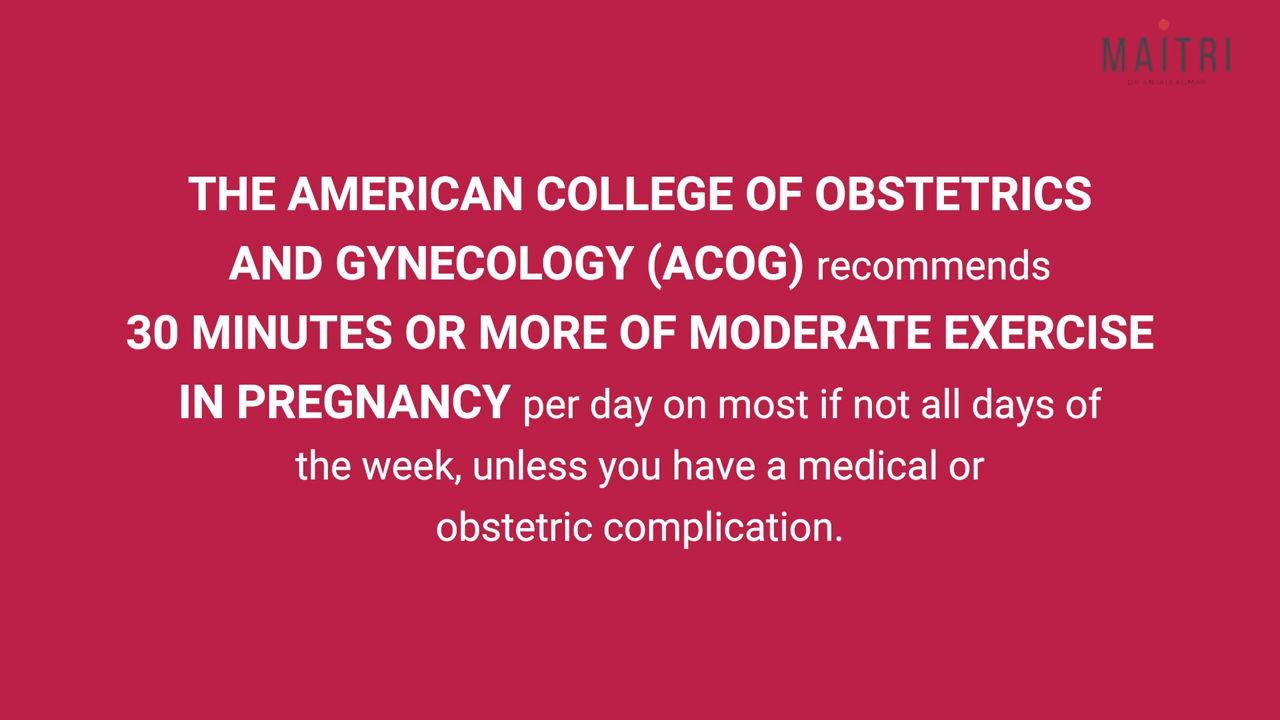 MAITRI
THE AMERICAN COLLEGE OF OBSTETRICS
AND GYNECOLOGY (ACOG) recommends
30 MINUTES OR MORE OF MODERATE EXERCISE
IN PREGNANCY per day on most if not all days of
the week, unless you have a medical or
obstetric complication.